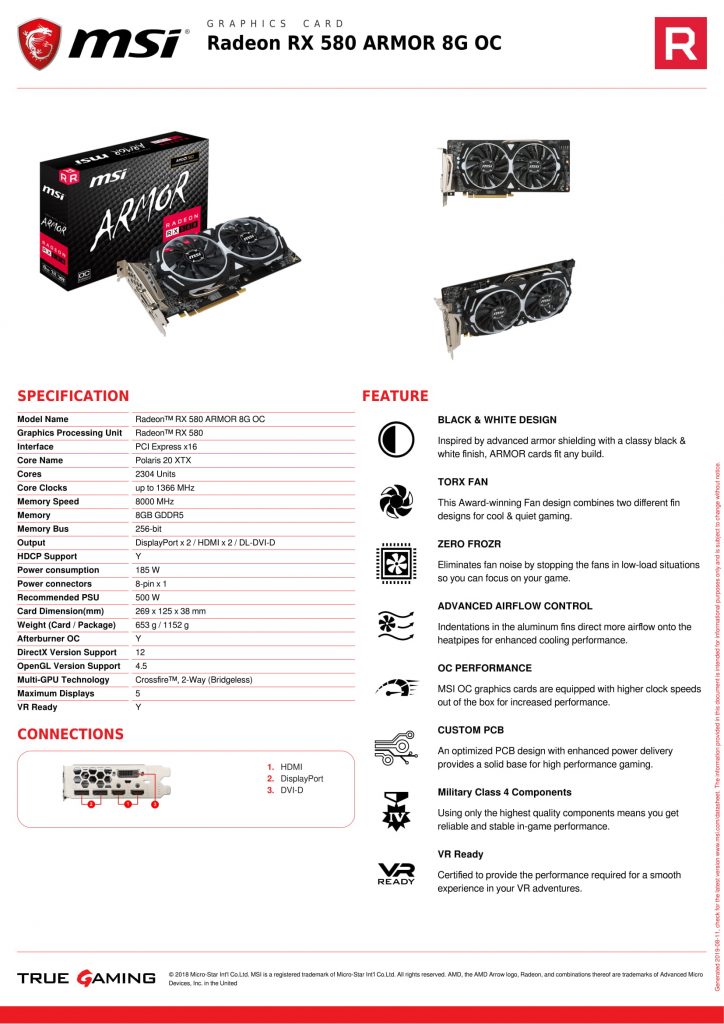 msi
GRAPHICS CARD
Radeon RX 580 ARMOR 8G OC
R
msi
msi
ARMOR
msi
ARMOR
RADEON
RX
OC
msi
SPECIFICATION
Model Name Radeon™ RX 580 ARMOR 8G OC
Graphics Processing Unit Radeon™ RX 580
Interface PCI Express x16
Core Name Polaris 20 XTX
Cores 2304 Units
Core Clocks up to 1366 MHz
Memory Speed 8000 MHz
Memory 8GB GDDR5
Memory Bus 256-bit
Output DisplayPort x 2 / HDMI x 2 / DL-DVI-D
HDCP Support Y
Power consumption 185 W
Power connectors 8-pin x 1
Recommended PSU 500 W
Card Dimension(mm) 269 x 125 x 38 mm
Weight (Card / Package) 653 g / 1152 g
Afterburner OC Y
DirectX Version Support 12
OpenGL Version Support 4.5
Multi-GPU Technology Crossfire™, 2-Way (Bridgeless)
Maximum Displays 5
VR Ready Y
CONNECTIONS
2 1 3
1. HDMI
2. DisplayPort
3. DVI-D
FEATURE
BLACK & WHITE DESIGN
Inspired by advanced armor shielding with a classy black &
white finish, ARMOR cards fit any build.
TORX FAN
This Award-winning Fan design combines two different fin
designs for cool & quiet gaming.
ZERO FROZR
Eliminates fan noise by stopping the fans in low-load situations
so you can focus on your game.
ADVANCED AIRFLOW CONTROL
Indentations in the aluminum fins direct more airflow onto the
heatpipes for enhanced cooling performance.
OC PERFORMANCE
MSI OC graphics cards are equipped with higher clock speeds
out of the box for increased performance.
CUSTOM PCB
An optimized PCB design with enhanced power delivery
provides a solid base for high performance gaming.
IV
Military Class 4 Components
Using only the highest quality components means you get
reliable and stable in-game performance.
VR
READY
VR Ready
Certified to provide the performance required for a smooth
experience in your VR adventures.
Generated 2019-09-11, check for the latest version www.msi.com/datasheet. The information provided in this document is intended for informational purposes only and is subject to change without notice.
TRUE GAMING
© 2018 Micro-Star Int'l Co.Ltd. MSI is a registered trademark of Micro-Star Int'l Co.Ltd. All rights reserved. AMD, the AMD Arrow logo, Radeon, and combinations thereof are trademarks of Advanced Micro
Devices, Inc. in the United